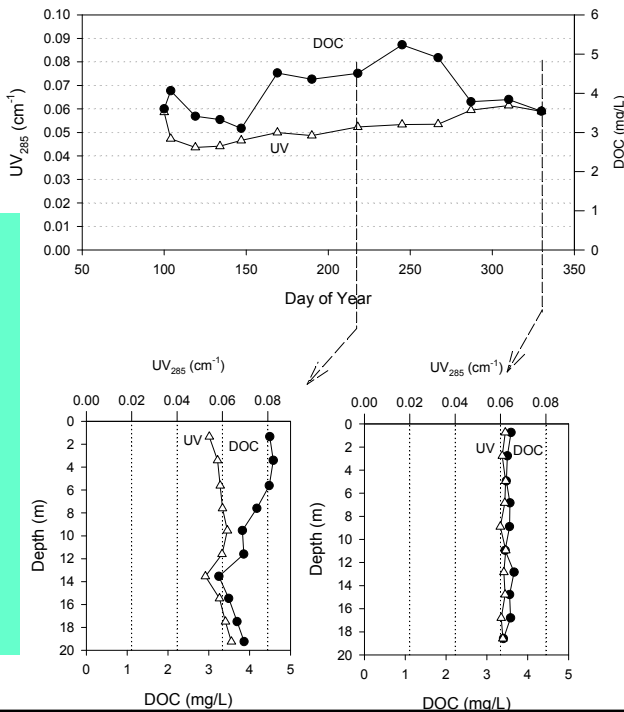 0.10
0.09
0.08
0.07
0.06
0.05
0.04
0.03
0.02
0.01
0.00
UV285 (cm-1)
DOC
UV
6
5
4
3
2
1
0
DOC (mg/L)
50 100 150 200 250 300 350
Day of Year
UV285 (cm-1)
0.00 0.02 0.04 0.06 0.08
UV DOC
0
2
4
6
8
10
12
14
16
18
20
Depth (m)
0 1 2 3 4 5
DOC (mg/L)
UV285 (cm-1)
0.00 0.02 0.04 0.06 0.08
UV DOC
0
2
4
6
8
10
12
14
16
18
20
Depth (m)
0 1 2 3 4 5
DOC (mg/L)